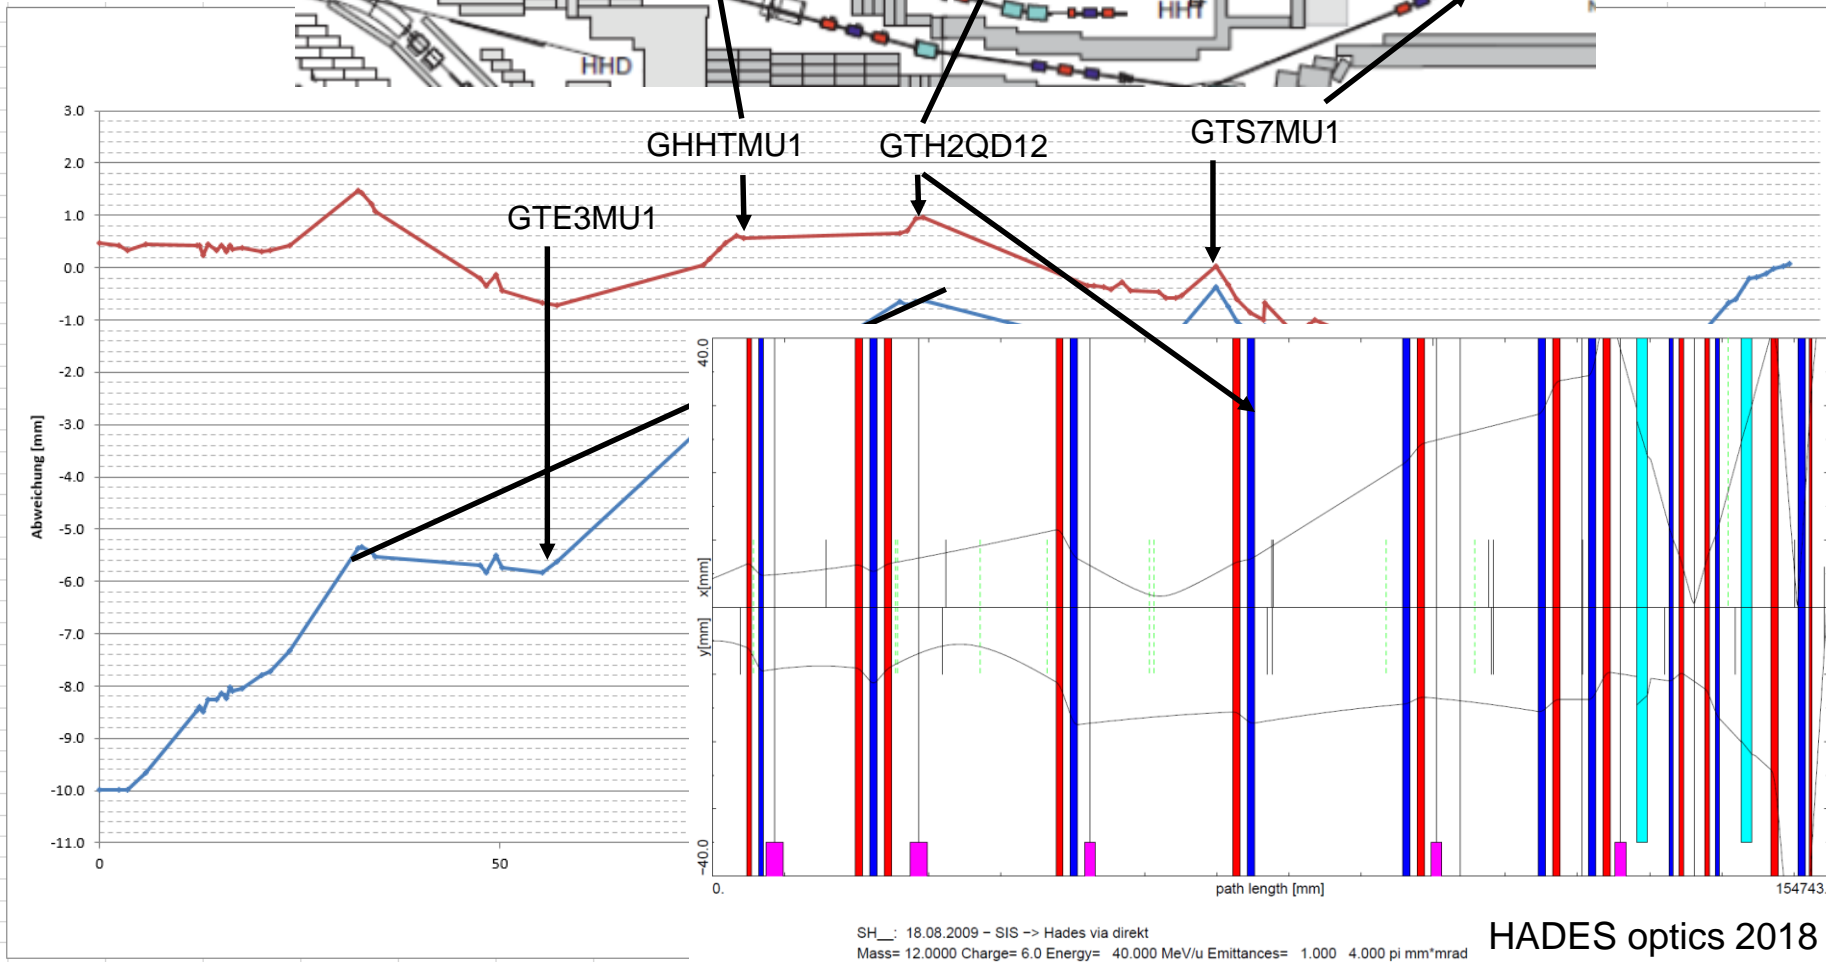 HHD
HHT
3.0
2.0
1.0
0.0
-1.0
-2.0
-3.0
-4.0
-5.0
-6.0
-7.0
-8.0
-9.0
-10.0
-11.0
Abweichung [mm]
0
50
GTE3MU1
GHHTMU1
GTH2QD12
GTS7MU1
40.0
x[mm]
y[mm]
-40.0
0.
path length [mm]
154743.
SH__: 18.08.2009 – SIS –> Hades via direkt
Mass= 12.0000 Charge= 6.0 Energy= 40.000 MeV/u Emittances= 1.000 4.000 pi mm*mrad
HADES optics 2018